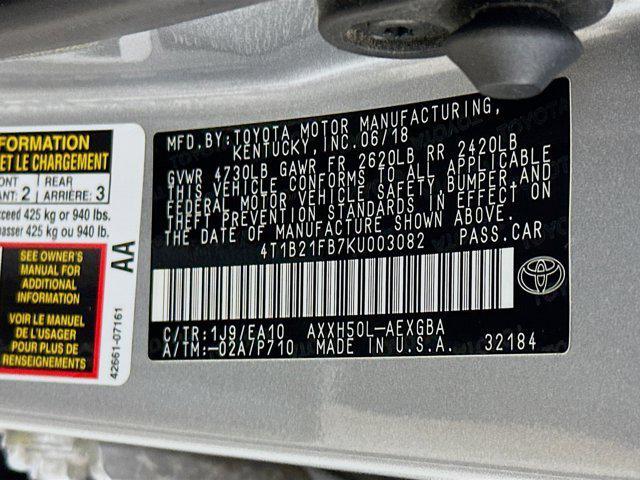 FORMATION
ET LE CHARGEMENT
ONT
ANT: 2
REAR
ARRIÈRE: 3
xceed 425 kg or 940 lbs.
passer 425 kg ou 940 lb.
SEE OWNER'S
MANUAL FOR
ADDITIONAL
INFORMATION
VOIR LE MANUEL
DE L'USAGER
POUR PLUS DE
RENSEIGNEMENTS
AA
42661-07161
MFD. BY: TOYOTA MOTOR MANUFACTURING,
KENTUCKY, INC. 06/18
GVWR 4730LB GAWR FR 2620LB RR 2420LB
THIS VEHICLE CONFORMS TO ALL APPLICABLE
FEDERAL MOTOR VEHICLE SAFETY, BUMPER, AND
THEFT PREVENTION STANDARDS IN EFFECT ON
THE DATE OF MANUFACTURE SHOWN ABOVE.
4T1B21FB7KU003082 PASS. CAR
C/TR: 1J9/EA10 AXXH50L-AEXGBA
A/TM: -02A/P710 MADE IN U.S.A. 32184